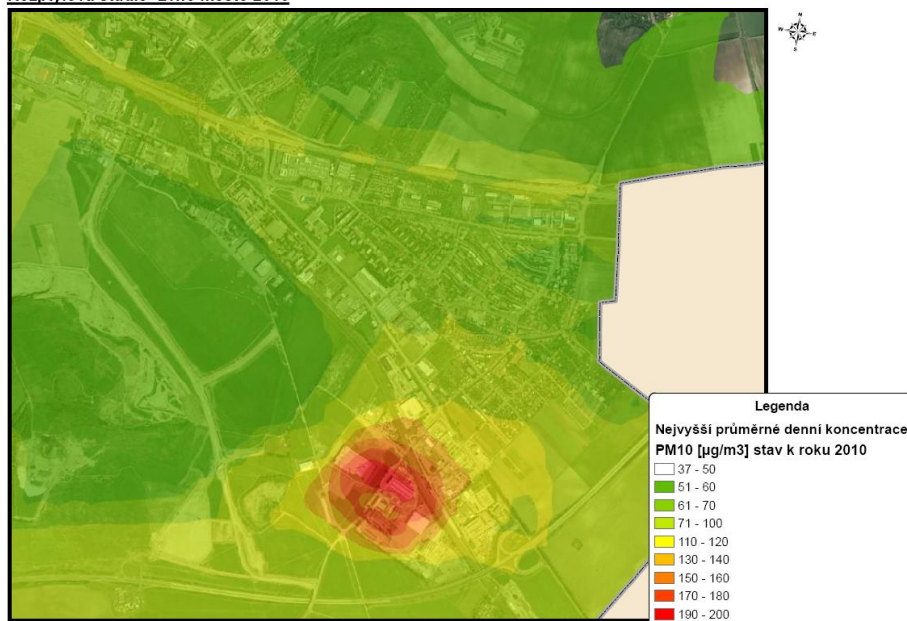 N
W E
S
Legenda
Nejvyšší průměrné denní koncentrace
PM10 [µg/m3] stav k roku 2010
37 - 50
51 - 60
61 - 70
71 - 100
110 - 120
130 - 140
150 - 160
170 - 180
190 - 200